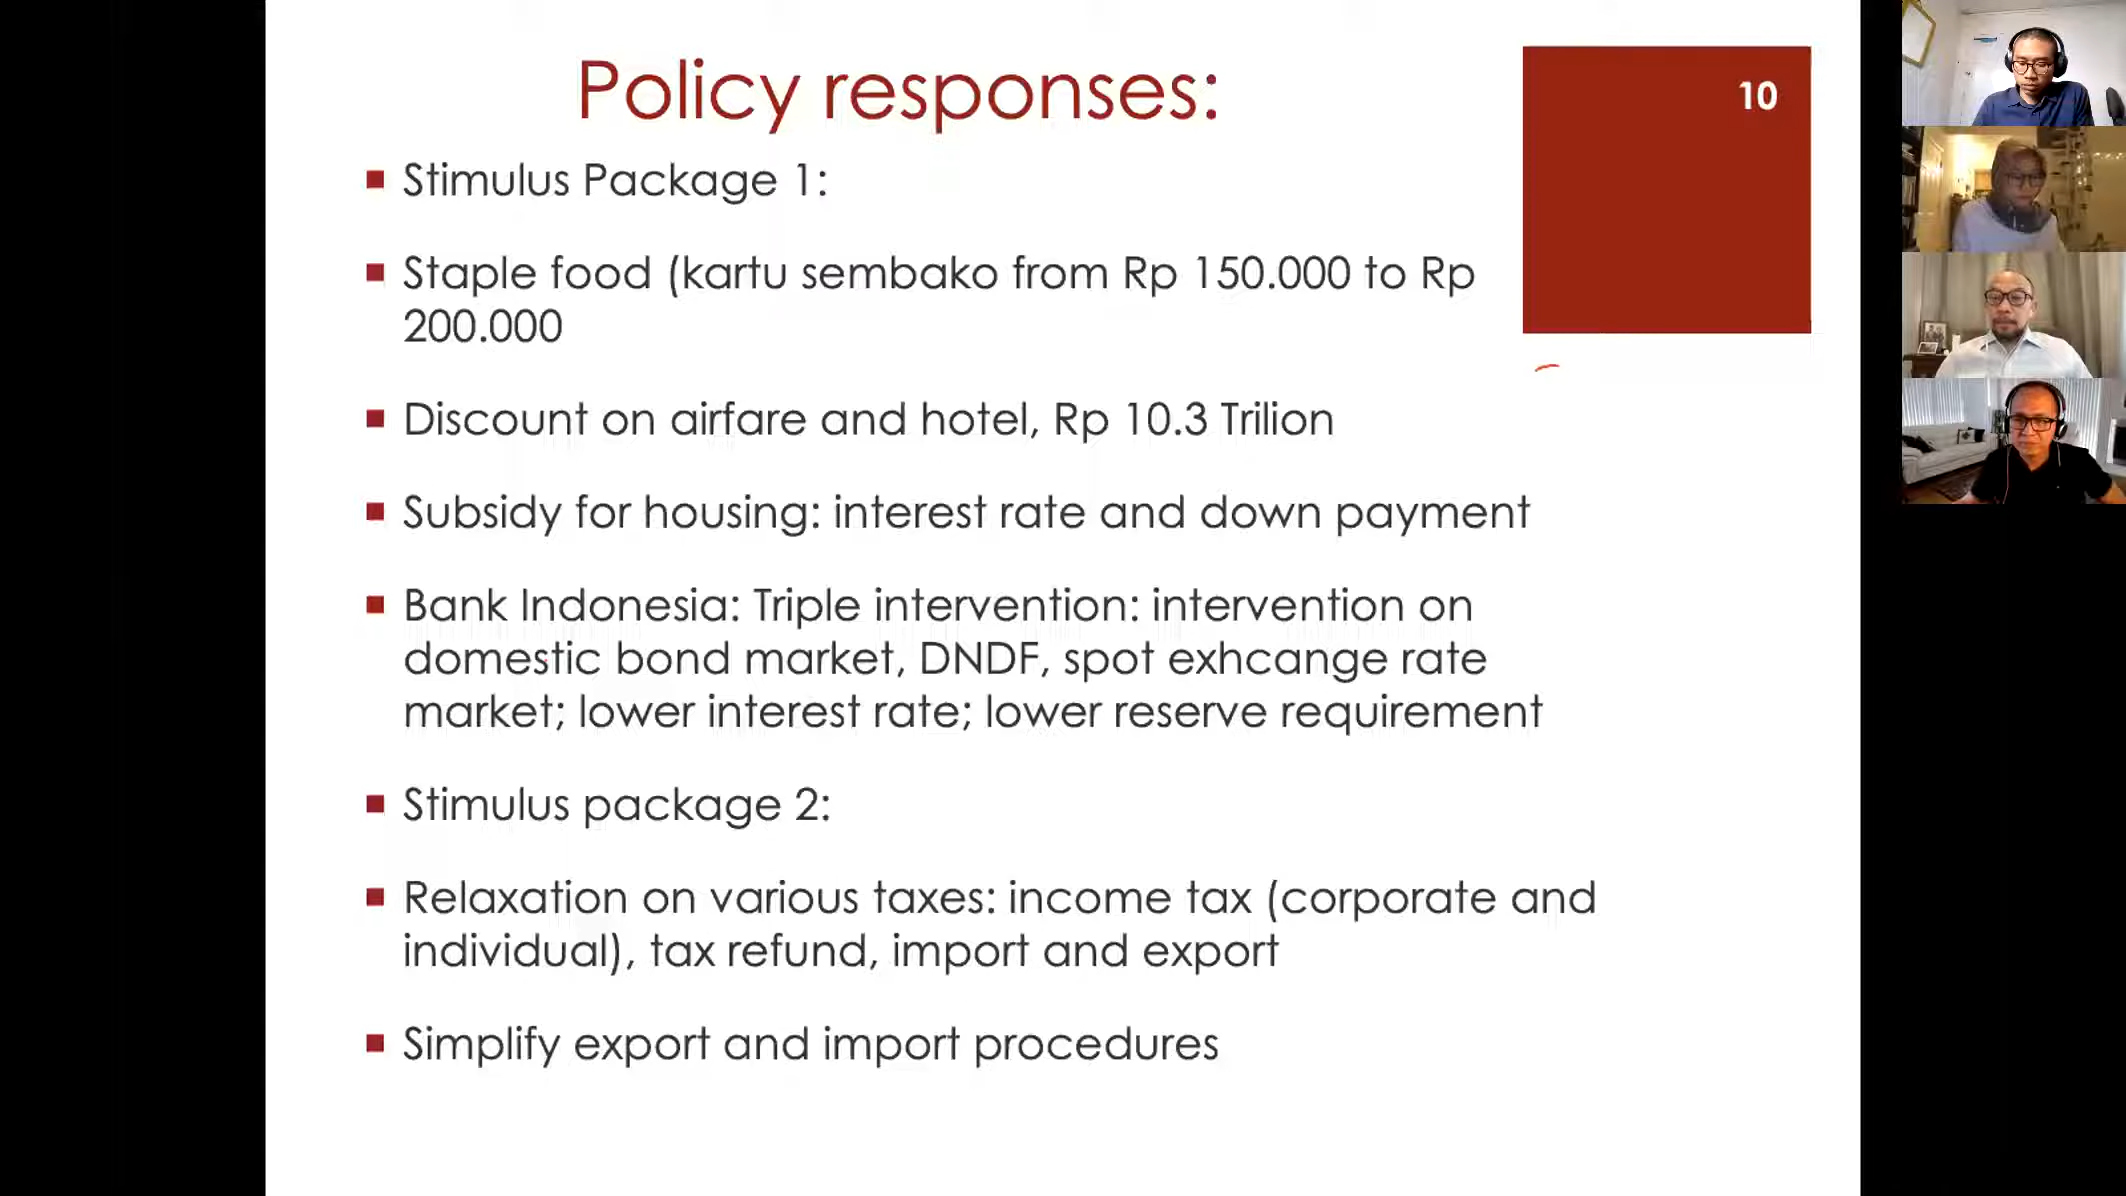 Policy responses:
10
Stimulus Package 1:
Staple food (kartu sembako from Rp 150.000 to Rp
200.000
Discount on airfare and hotel, Rp 10.3 Trilion
Subsidy for housing: interest rate and down payment
Bank Indonesia: Triple intervention: intervention on
domestic bond market, DNDF, spot exhcange rate
market; lower interest rate; lower reserve requirement
Stimulus package 2:
Relaxation on various taxes: income tax (corporate and
individual), tax refund, import and export
Simplify export and import procedures